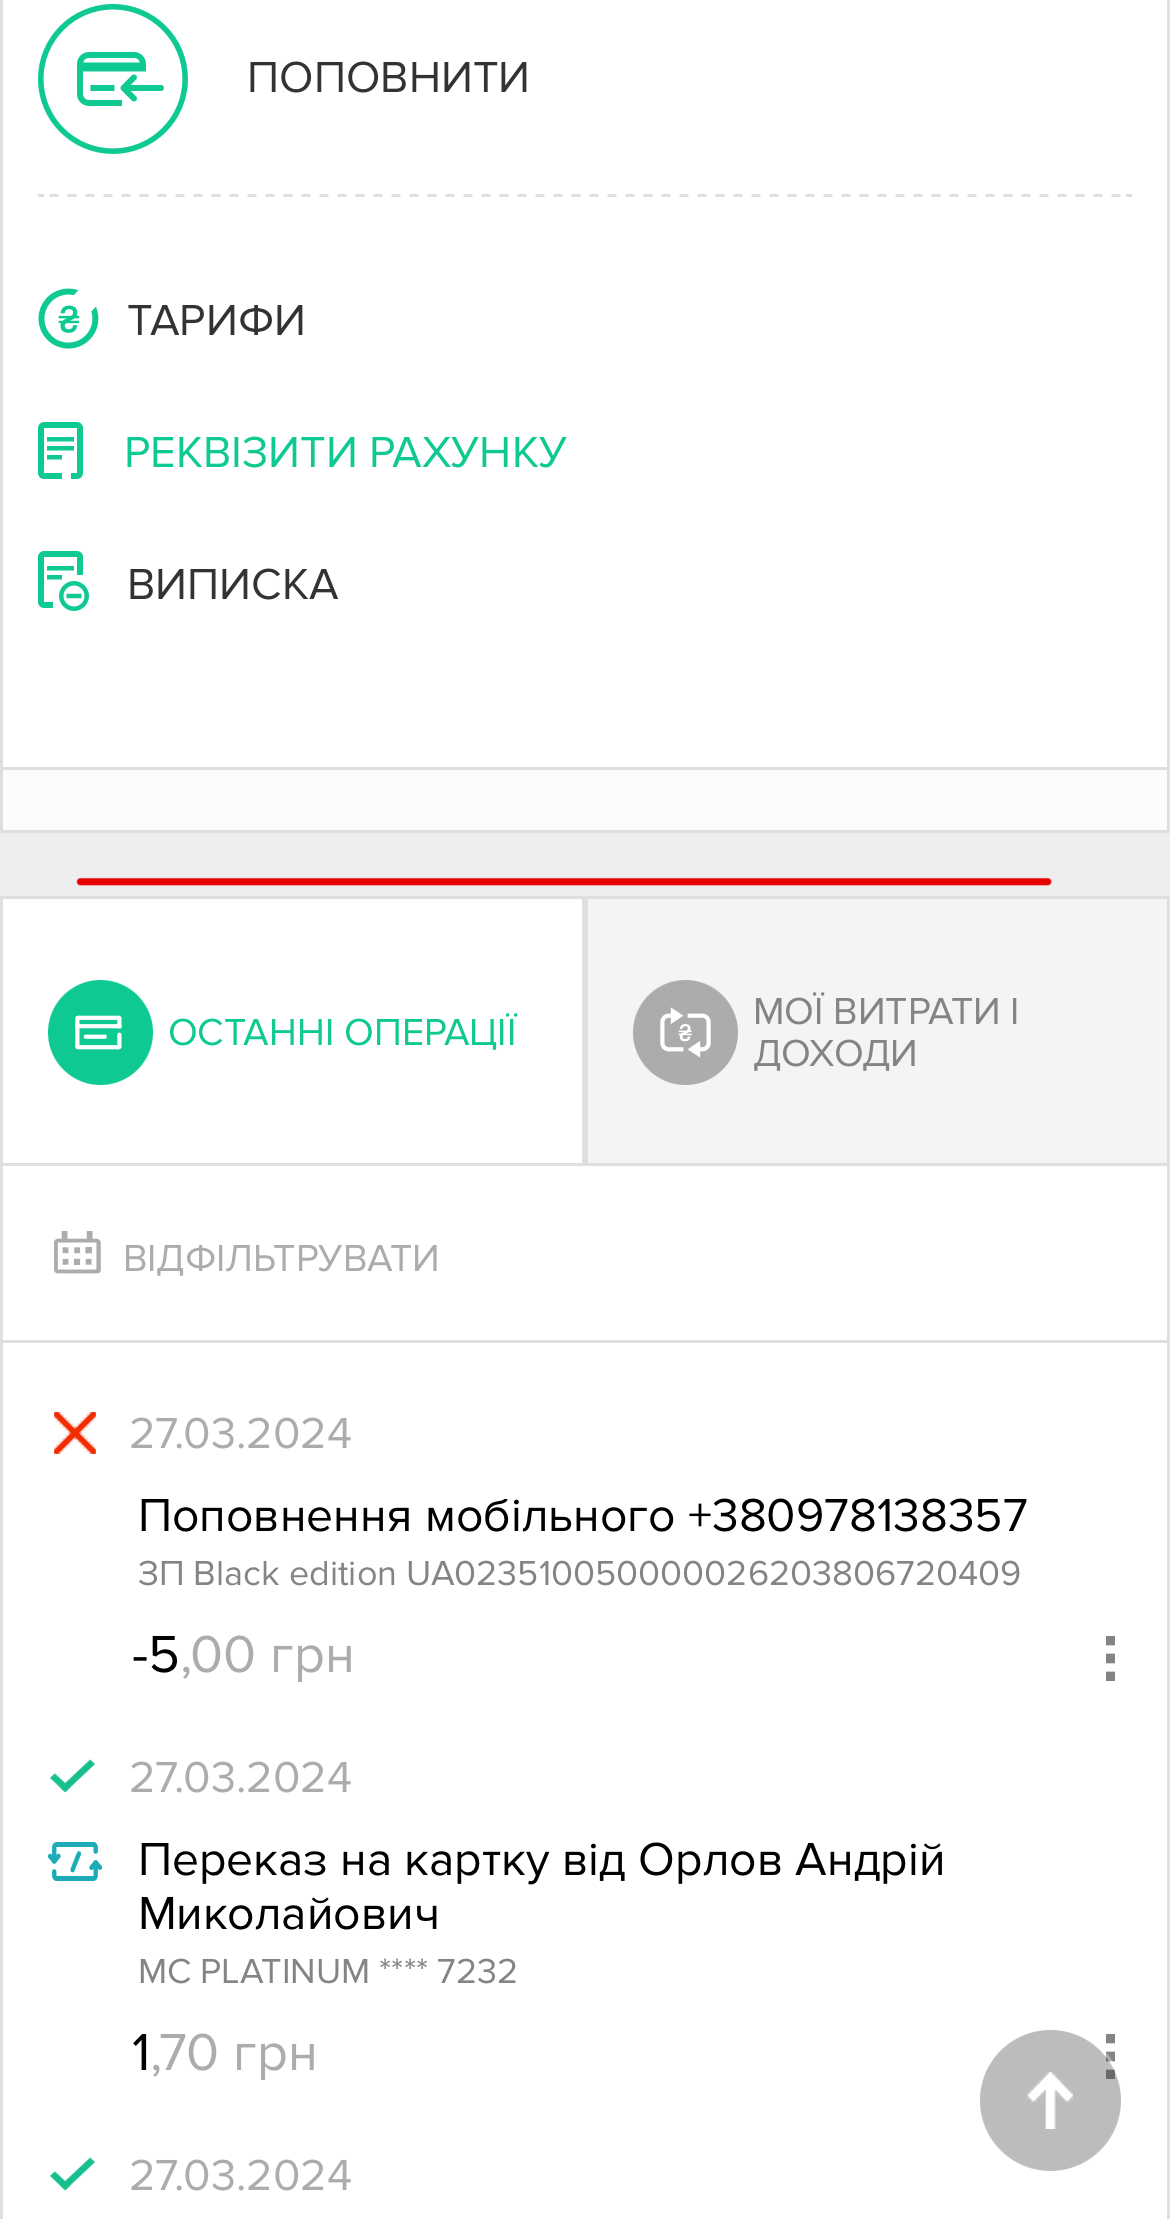 ПОПОВНИТИ
ТАРИФИ
РЕКВІЗИТИ РАХУНКУ
ВИПИСКА
ОСТАННІ ОПЕРАЦІЇ
МОЇ ВИТРАТИ І
ДОХОДИ
ВІДФІЛЬТРУВАТИ
27.03.2024
Поповнення мобільного +380978138357
ЗП Black edition UA023510050000026203806720409
-5,00 грн
27.03.2024
Переказ на картку від Орлов Андрій
Миколайович
MC PLATINUM **** 7232
1,70 грн
27.03.2024